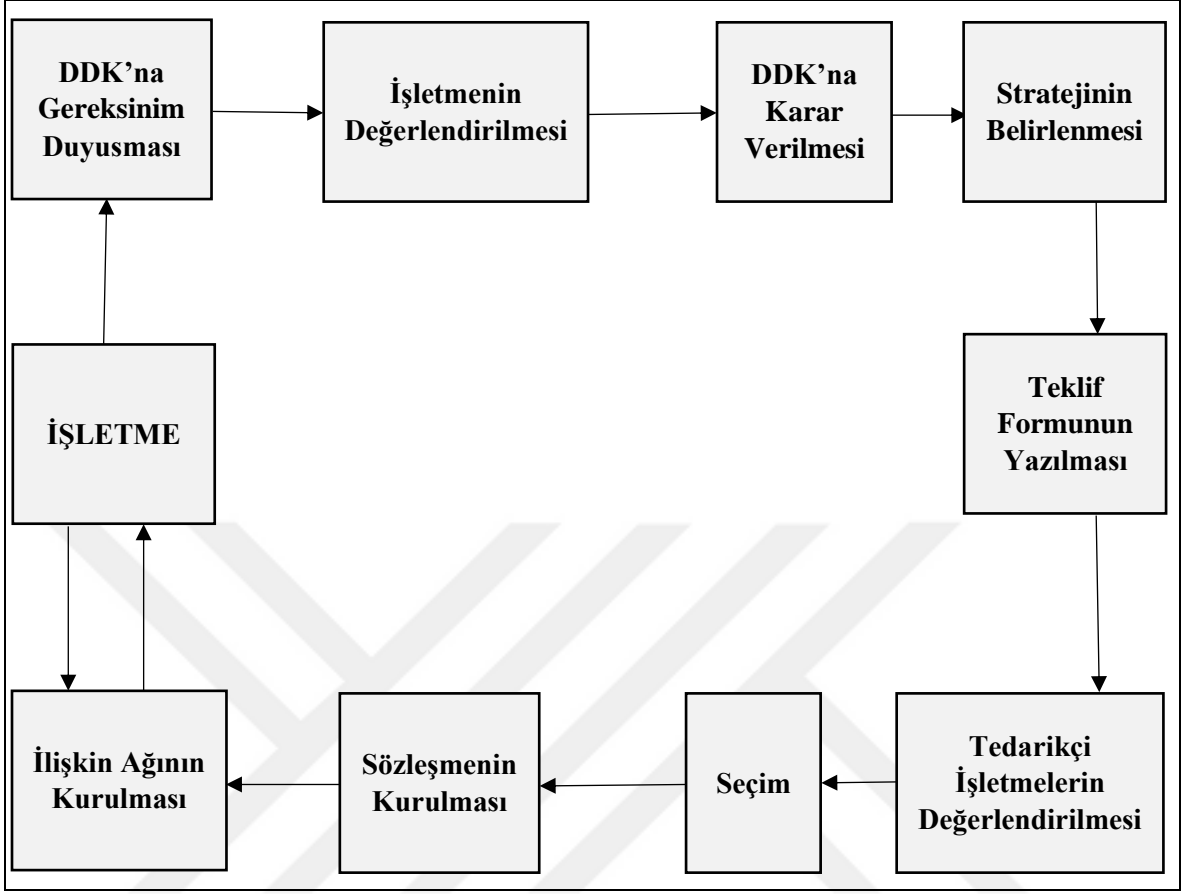 DDK’na
Gereksinim
Duyusması
İşletmenin
Değerlendirilmesi
DDK’na
Karar
Verilmesi
Stratejinin
Belirlenmesi
İŞLETME
Teklif
Formunun
Yazılması
İlişkin Ağının
Kurulması
Sözleşmenin
Kurulması
Seçim
Tedarikçi
İşletmelerin
Değerlendirilmesi